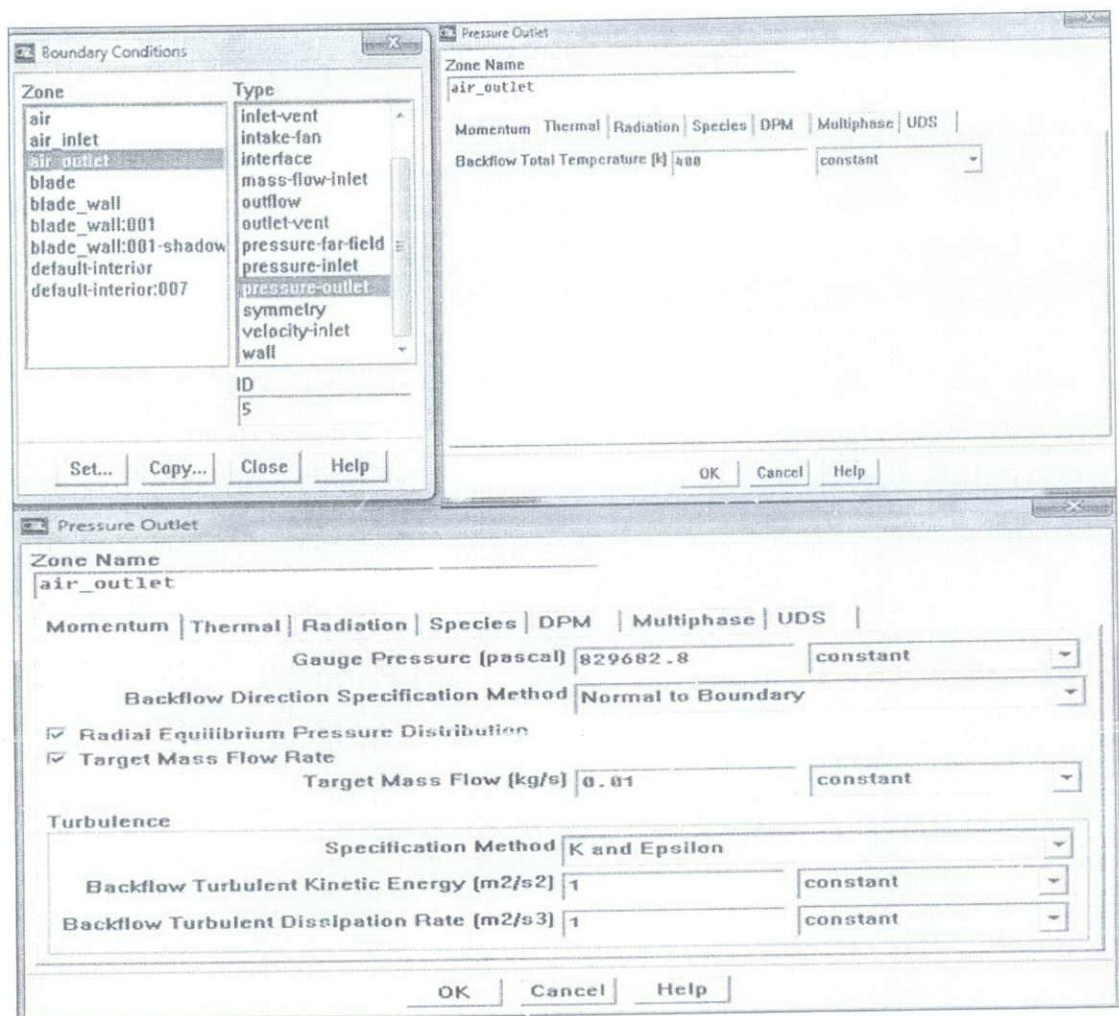 Boundary Conditions
Zone
air
air_inlet
air_outlet
blade
blade_wall
blade_wall:001
blade_wall:001-shadow
default-interior
default-interior:007
Type
inlet-vent
intake-fan
interface
mass-flow-inlet
outflow
outlet-vent
pressure-far-field
pressure-inlet
pressure-outlet
symmetry
velocity-inlet
wall
ID
5
Set... Copy... Close Help
Pressure Outlet
Zone Name
air_outlet
Momentum Thermal Radiation Species DPM Multiphase UDS
Backflow Total Temperature (k) 400 constant
OK Cancel Help
Pressure Outlet
Zone Name
air_outlet
Momentum Thermal Radiation Species DPM Multiphase UDS
Gauge Pressure (pascal) 829682.8 constant
Backflow Direction Specification Method Normal to Boundary
Radial Equilibrium Pressure Distribution
Target Mass Flow Rate
Target Mass Flow (kg/s) 0.01 constant
Turbulence
Specification Method K and Epsilon
Backflow Turbulent Kinetic Energy (m2/s2) 1 constant
Backflow Turbulent Dissipation Rate (m2/s3) 1 constant
OK Cancel Help